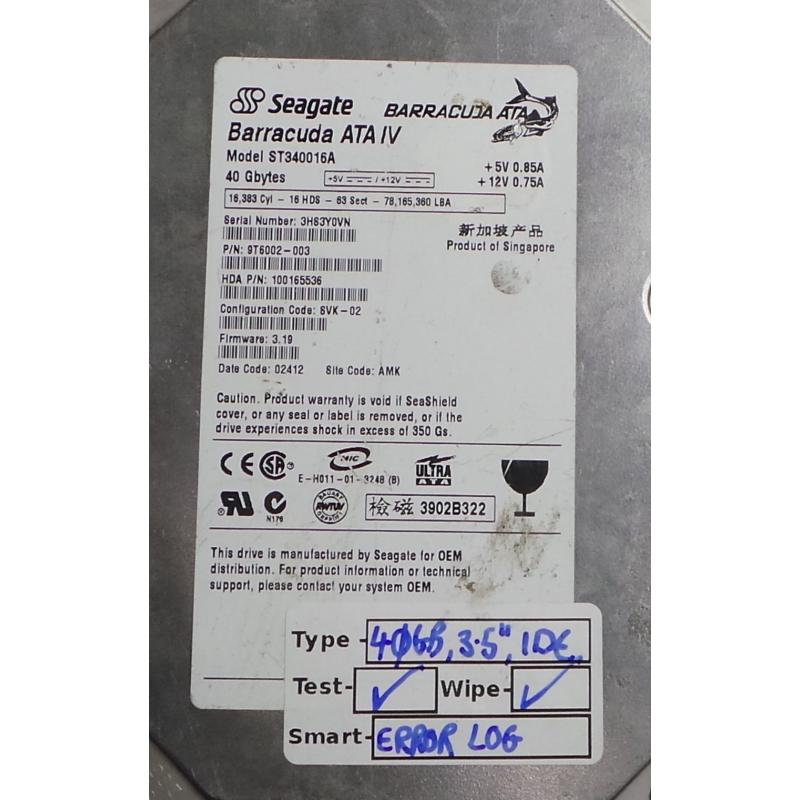 Seagate BARRACUDA ATA
Barracuda ATA IV
Model ST340016A
40 Gbytes +5V / +12V
+5V 0.85A
+12V 0.75A
16,383 Cyl - 16 HDS - 63 Sect - 78,165,360 LBA
Serial Number: 3HS3Y0VN
新加坡产品
Product of Singapore
P/N: 9T6002-003
HDA P/N: 100165536
Configuration Code: SVK-02
Firmware: 3.19
Date Code: 02412 Site Code: AMK
Caution. Product warranty is void if SeaShield
cover, or any seal or label is removed, or if the
drive experiences shock in excess of 350 Gs.
CE SA MIC ULTRA
ATA
E-H011-01-3248 (B)
N176
RWTUV
檢磁 3902B322
This drive is manufactured by Seagate for OEM
distribution. For product information or technical
support, please contact your system OEM.
Type - 40GB, 3.5", IDE
Test- ✓ Wipe- ✓
Smart- ERROR LOG